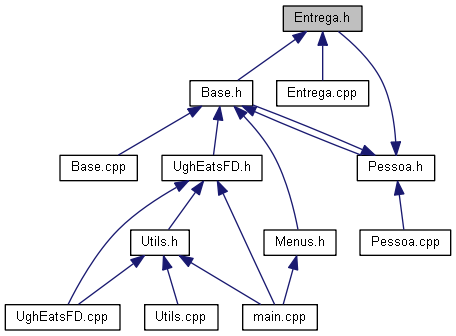 Entrega.h
Base.h
Entrega.cpp
Base.cpp
UghEatsFD.h
Pessoa.h
Utils.h
Menus.h
Pessoa.cpp
UghEatsFD.cpp
Utils.cpp
main.cpp